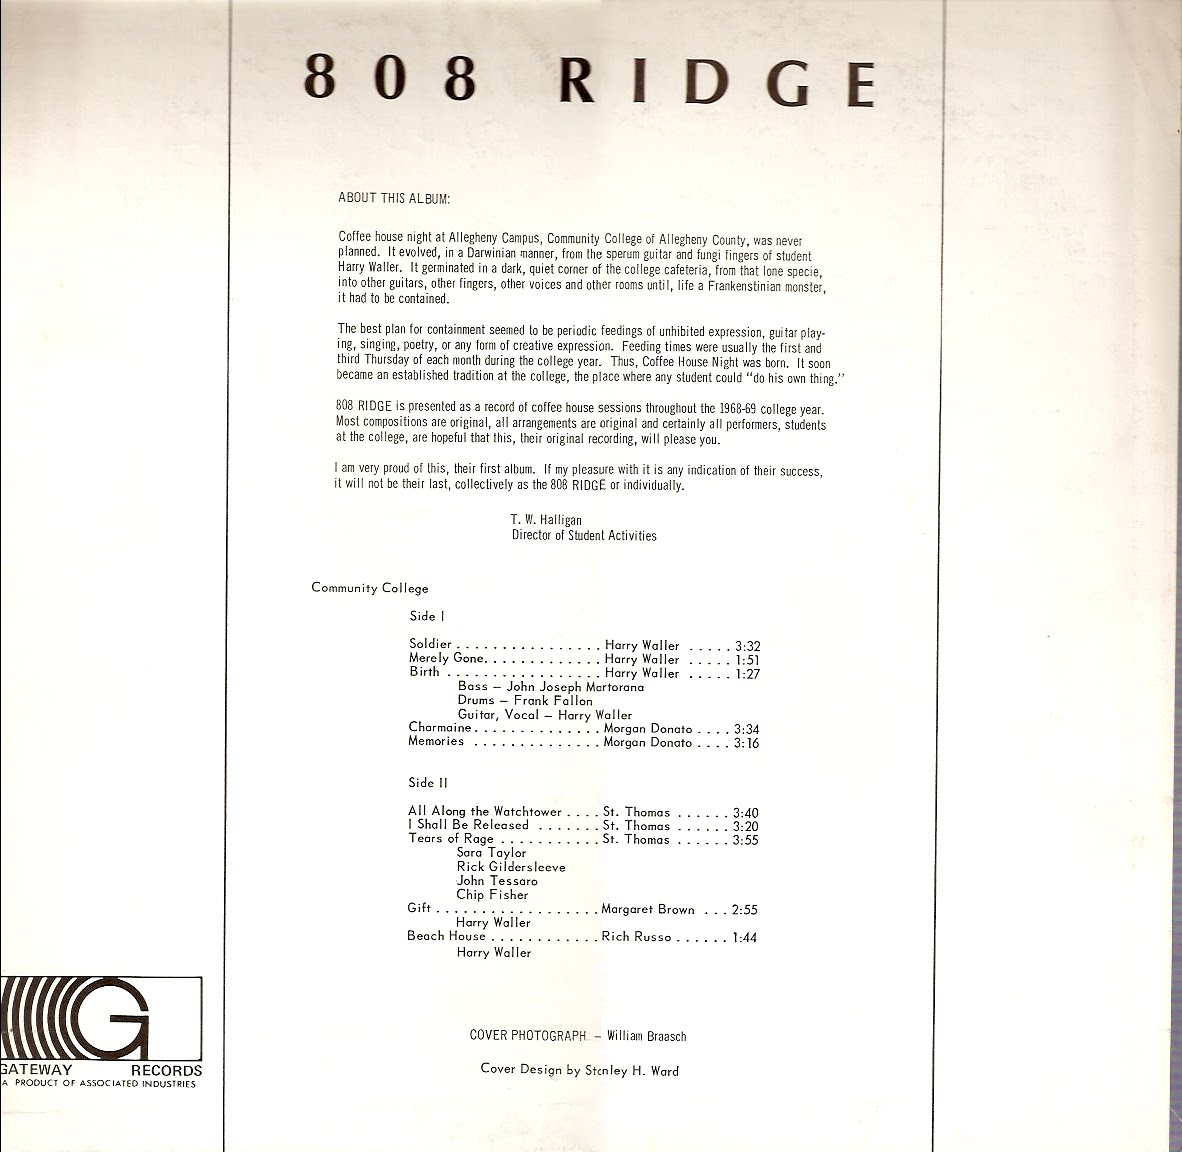 808 RIDGE
ABOUT THIS ALBUM:
Coffee house night at Allegheny Campus, Community College of Allegheny County, was never
planned. It evolved, in a Darwinian manner, from the sperum guitar and fungi fingers of student
Harry Waller. It germinated in a dark, quiet corner of the college cafeteria, from that lone specie,
into other guitars, other fingers, other voices and other rooms until, life a Frankenstinian monster,
it had to be contained.
The best plan for containment seemed to be periodic feedings of unhibited expression, guitar play-
ing, singing, poetry, or any form of creative expression. Feeding times were usually the first and
third Thursday of each month during the college year. Thus, Coffee House Night was born. It soon
became an established tradition at the college, the place where any student could "do his own thing."
808 RIDGE is presented as a record of coffee house sessions throughout the 1968-69 college year.
Most compositions are original, all arrangements are original and certainly all performers, students
at the college, are hopeful that this, their original recording, will please you.
I am very proud of this, their first album. If my pleasure with it is any indication of their success,
it will not be their last, collectively as the 808 RIDGE or individually.
T. W. Halligan
Director of Student Activities
Community College
Side I
Soldier . . . . . . . . . . . . . . . . Harry Waller . . . . . 3:32
Merely Gone. . . . . . . . . . . . . Harry Waller . . . . . 1:51
Birth . . . . . . . . . . . . . . . . . Harry Waller . . . . . 1:27
Bass – John Joseph Martorana
Drums – Frank Fallon
Guitar, Vocal – Harry Waller
Charmaine . . . . . . . . . . . . . . Morgan Donato . . . . 3:34
Memories . . . . . . . . . . . . . . Morgan Donato . . . . 3:16
Side II
All Along the Watchtower . . . . St. Thomas . . . . . . 3:40
I Shall Be Released . . . . . . . St. Thomas . . . . . . 3:20
Tears of Rage . . . . . . . . . . . St. Thomas . . . . . . 3:55
Sara Taylor
Rick Gildersleeve
John Tessaro
Chip Fisher
Gift . . . . . . . . . . . . . . . . . . Margaret Brown . . . 2:55
Harry Waller
Beach House . . . . . . . . . . . . Rich Russo . . . . . . 1:44
Harry Waller
COVER PHOTOGRAPH – William Braasch
Cover Design by Stanley H. Ward
G
GATEWAY RECORDS
A PRODUCT OF ASSOCIATED INDUSTRIES